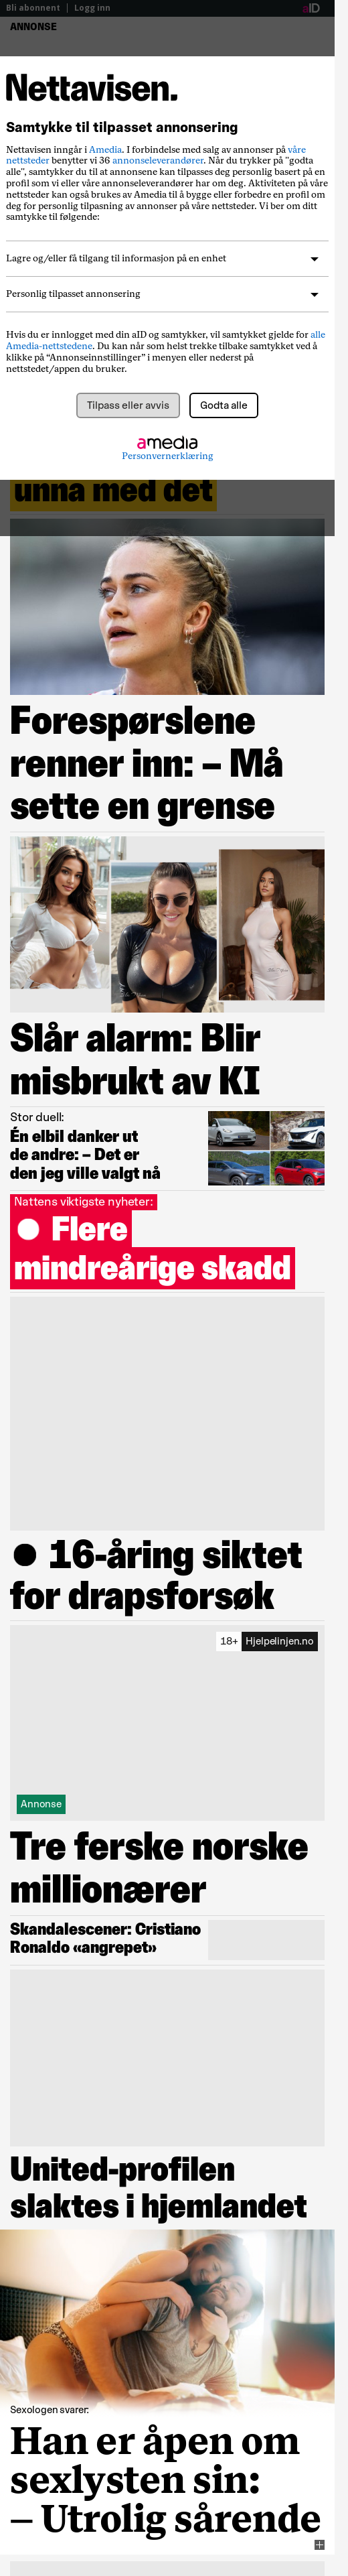 Bli abonnent | Logg inn
aID
ANNONSE
Nettavisen.
Samtykke til tilpasset annonsering
Nettavisen inngår i Amedia. I forbindelse med salg av annonser på våre
nettsteder benytter vi 36 annonseleverandører. Når du trykker på "godta
alle", samtykker du til at annonsene kan tilpasses deg personlig basert på en
profil som vi eller våre annonseleverandører har om deg. Aktiviteten på våre
nettsteder kan også brukes av Amedia til å bygge eller forbedre en profil om
deg for personlig tilpasning av annonser på våre nettsteder. Vi ber om ditt
samtykke til følgende:
Lagre og/eller få tilgang til informasjon på en enhet
Personlig tilpasset annonsering
Hvis du er innlogget med din aID og samtykker, vil samtykket gjelde for alle
Amedia-nettstedene. Du kan når som helst trekke tilbake samtykket ved å
klikke på “Annonseinnstillinger” i menyen eller nederst på
nettstedet/appen du bruker.
Tilpass eller avvis
Godta alle
amedia
Personvernerklæring
unna med det
Forespørslene
renner inn: – Må
sette en grense
Slår alarm: Blir
misbrukt av KI
Stor duell:
Én elbil danker ut
de andre: – Det er
den jeg ville valgt nå
Nattens viktigste nyheter:
● Flere
mindreårige skadd
● 16-åring siktet
for drapsforsøk
18+ Hjelpelinjen.no
Annonse
Tre ferske norske
millionærer
Skandalescener: Cristiano
Ronaldo «angrepet»
United-profilen
slaktes i hjemlandet
Sexologen svarer:
Han er åpen om
sexlysten sin:
– Utrolig sårende